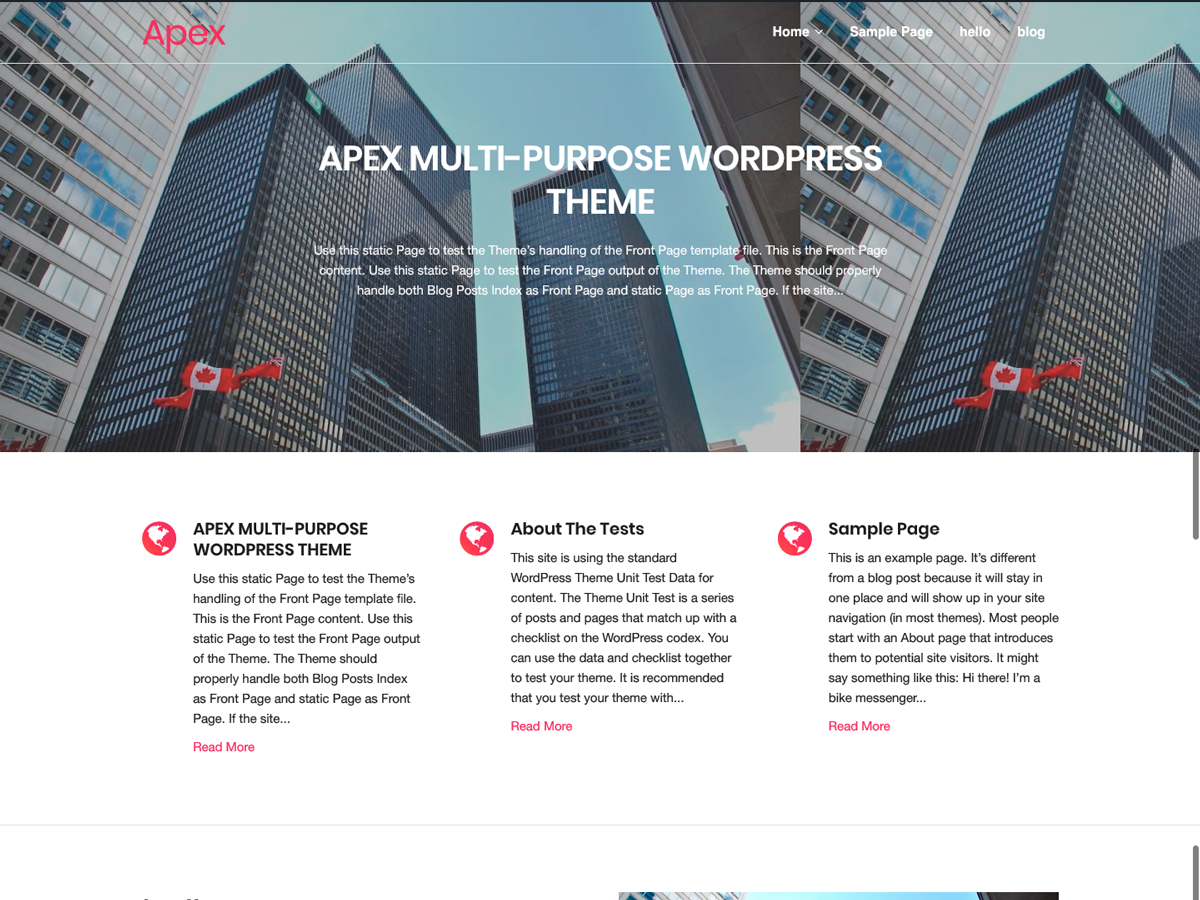 Apex
Home
Sample Page
hello
blog
APEX MULTI-PURPOSE WORDPRESS
THEME
Use this static Page to test the Theme's handling of the Front Page template file. This is the Front Page
content. Use this static Page to test the Front Page output of the Theme. The Theme should properly
handle both Blog Posts Index as Front Page and static Page as Front Page. If the site...
APEX MULTI-PURPOSE
WORDPRESS THEME
Use this static Page to test the Theme's
handling of the Front Page template file.
This is the Front Page content. Use this
static Page to test the Front Page output
of the Theme. The Theme should
properly handle both Blog Posts Index
as Front Page and static Page as Front
Page. If the site...
Read More
About The Tests
This site is using the standard
WordPress Theme Unit Test Data for
content. The Theme Unit Test is a series
of posts and pages that match up with a
checklist on the WordPress codex. You
can use the data and checklist together
to test your theme. It is recommended
that you test your theme with...
Read More
Sample Page
This is an example page. It's different
from a blog post because it will stay in
one place and will show up in your site
navigation (in most themes). Most people
start with an About page that introduces
them to potential site visitors. It might
say something like this: Hi there! I'm a
bike messenger...
Read More